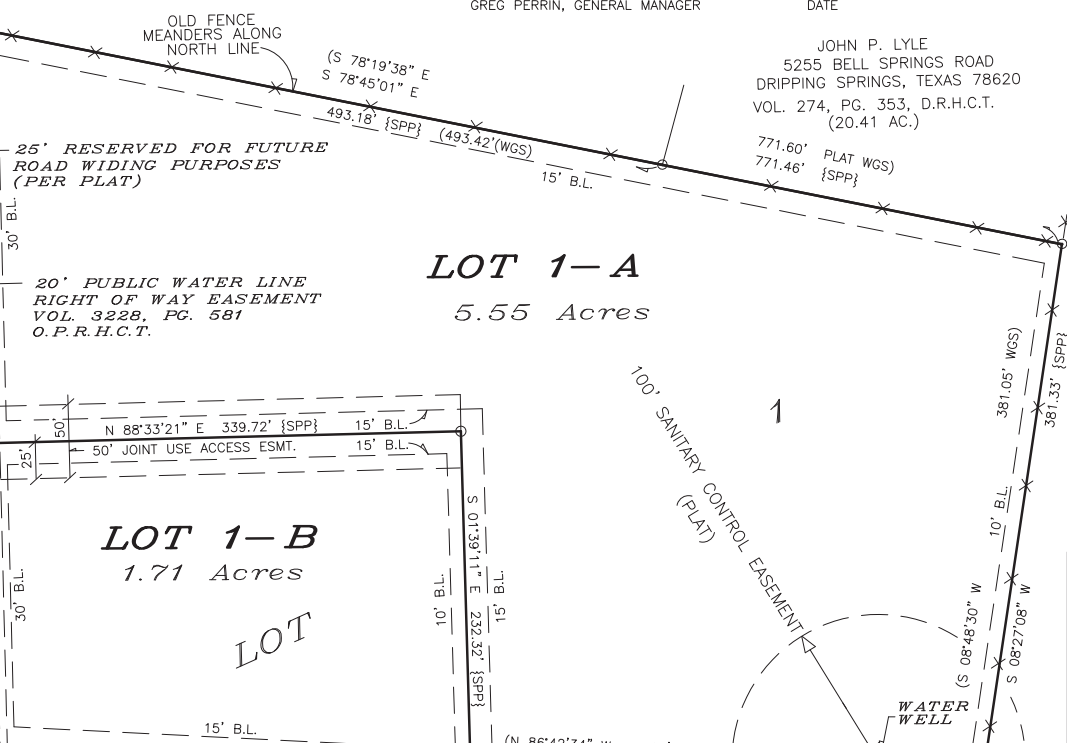 GREG PERRIN, GENERAL MANAGER
DATE
OLD FENCE
MEANDERS ALONG
NORTH LINE
(S 78°19'38" E
S 78°45'01" E
493.18' {SPP} (493.42'(WGS)
15' B.L.
JOHN P. LYLE
5255 BELL SPRINGS ROAD
DRIPPING SPRINGS, TEXAS 78620
VOL. 274, PG. 353, D.R.H.C.T.
(20.41 AC.)
771.60' PLAT WGS)
771.46' {SPP}
25' RESERVED FOR FUTURE
ROAD WIDING PURPOSES
(PER PLAT)
30' B.L.
20' PUBLIC WATER LINE
RIGHT OF WAY EASEMENT
VOL. 3228, PG. 581
O.P.R.H.C.T.
LOT 1-A
5.55 Acres
381.05' WGS)
381.33' {SPP}
1
100' SANITARY CONTROL EASEMENT
(PLAT)
50'
25'
N 88°33'21" E 339.72' {SPP}
15' B.L.
50' JOINT USE ACCESS ESMT.
15' B.L.
LOT 1-B
1.71 Acres
LOT
30' B.L.
10' B.L.
S 01°39'11" E 232.32' {SPP}
15' B.L.
10' B.L.
(S 08°48'30" W
S 08°27'08" W
WATER
WELL
15' B.L.